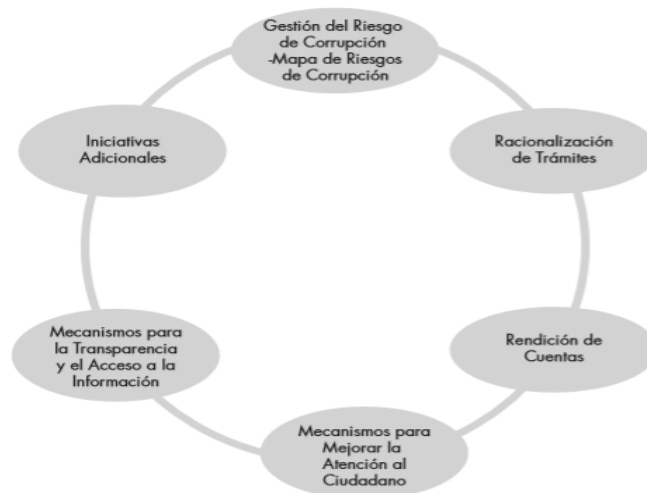 Gestión del Riesgo
de Corrupción
-Mapa de Riesgos
de Corrupción
Iniciativas
Adicionales
Racionalización
de Trámites
Mecanismos para
la Transparencia
y el Acceso a la
Información
Rendición de
Cuentas
Mecanismos para
Mejorar la
Atención al
Ciudadano